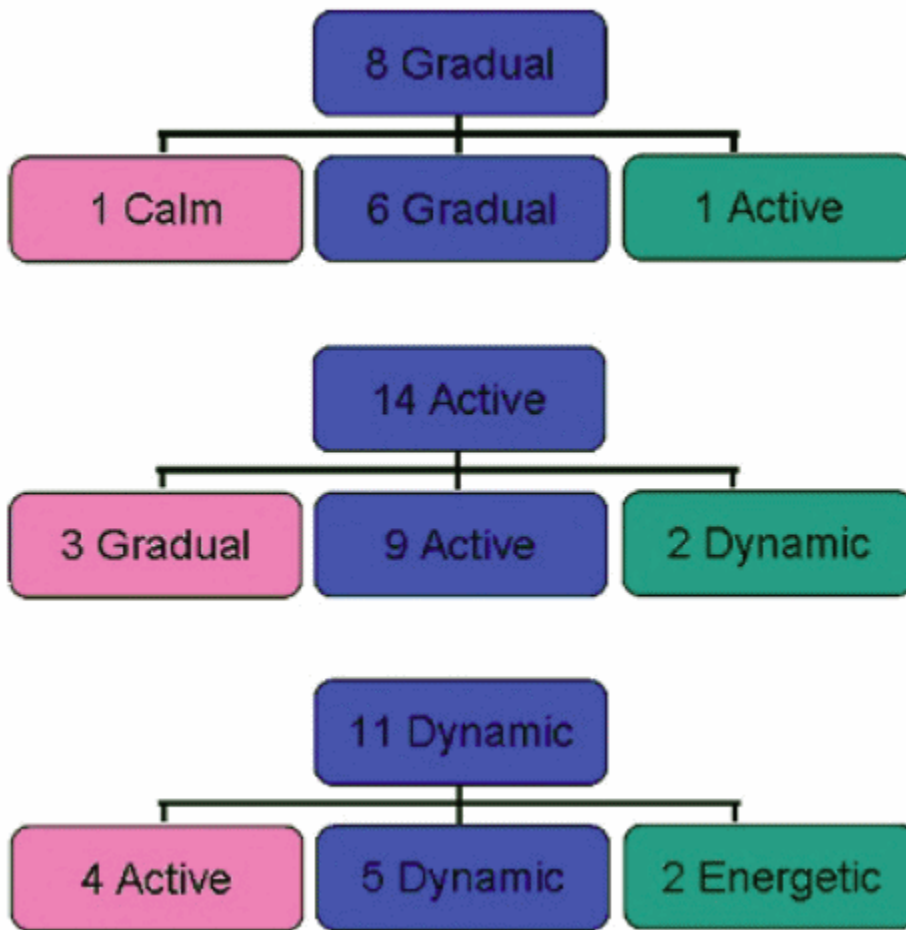 8 Gradual
1 Calm
6 Gradual
1 Active
14 Active
3 Gradual
9 Active
2 Dynamic
11 Dynamic
4 Active
5 Dynamic
2 Energetic